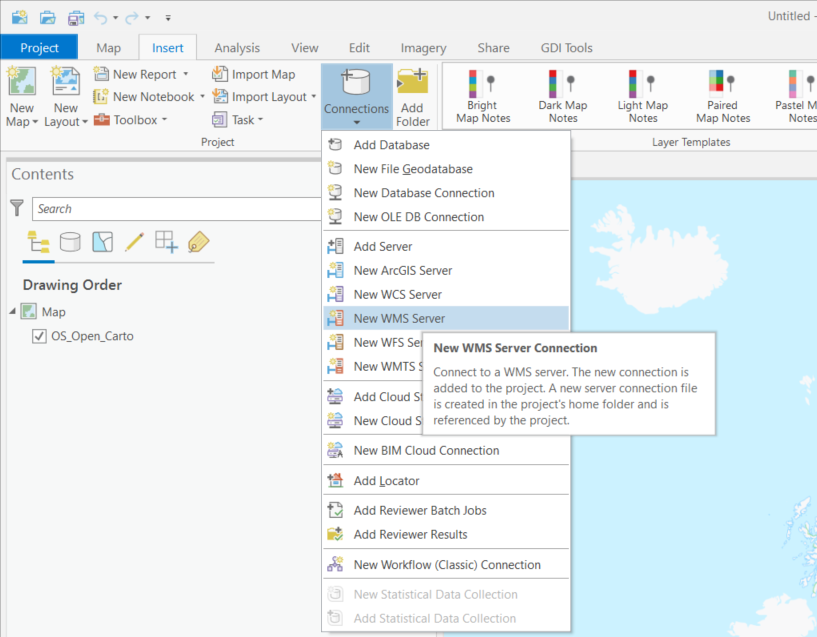 Untitled -
Project
Map
Insert
Analysis
View
Edit
Imagery
Share
GDI Tools
New
Map
New
Layout
New Report
New Notebook
Toolbox
Import Map
Import Layout
Task
Project
Connections
Add
Folder
Bright
Map Notes
Dark Map
Notes
Light Map
Notes
Paired
Map Notes
Pastel M
Notes
Layer Templates
Contents
Search
Drawing Order
Map
OS_Open_Carto
Add Database
New File Geodatabase
New Database Connection
New OLE DB Connection
Add Server
New ArcGIS Server
New WCS Server
New WMS Server
New WFS Ser
New WMTS S
Add Cloud St
New Cloud S
New BIM Cloud Connection
Add Locator
Add Reviewer Batch Jobs
Add Reviewer Results
New Workflow (Classic) Connection
New Statistical Data Collection
Add Statistical Data Collection
New WMS Server Connection
Connect to a WMS server. The new connection is
added to the project. A new server connection file
is created in the project's home folder and is
referenced by the project.